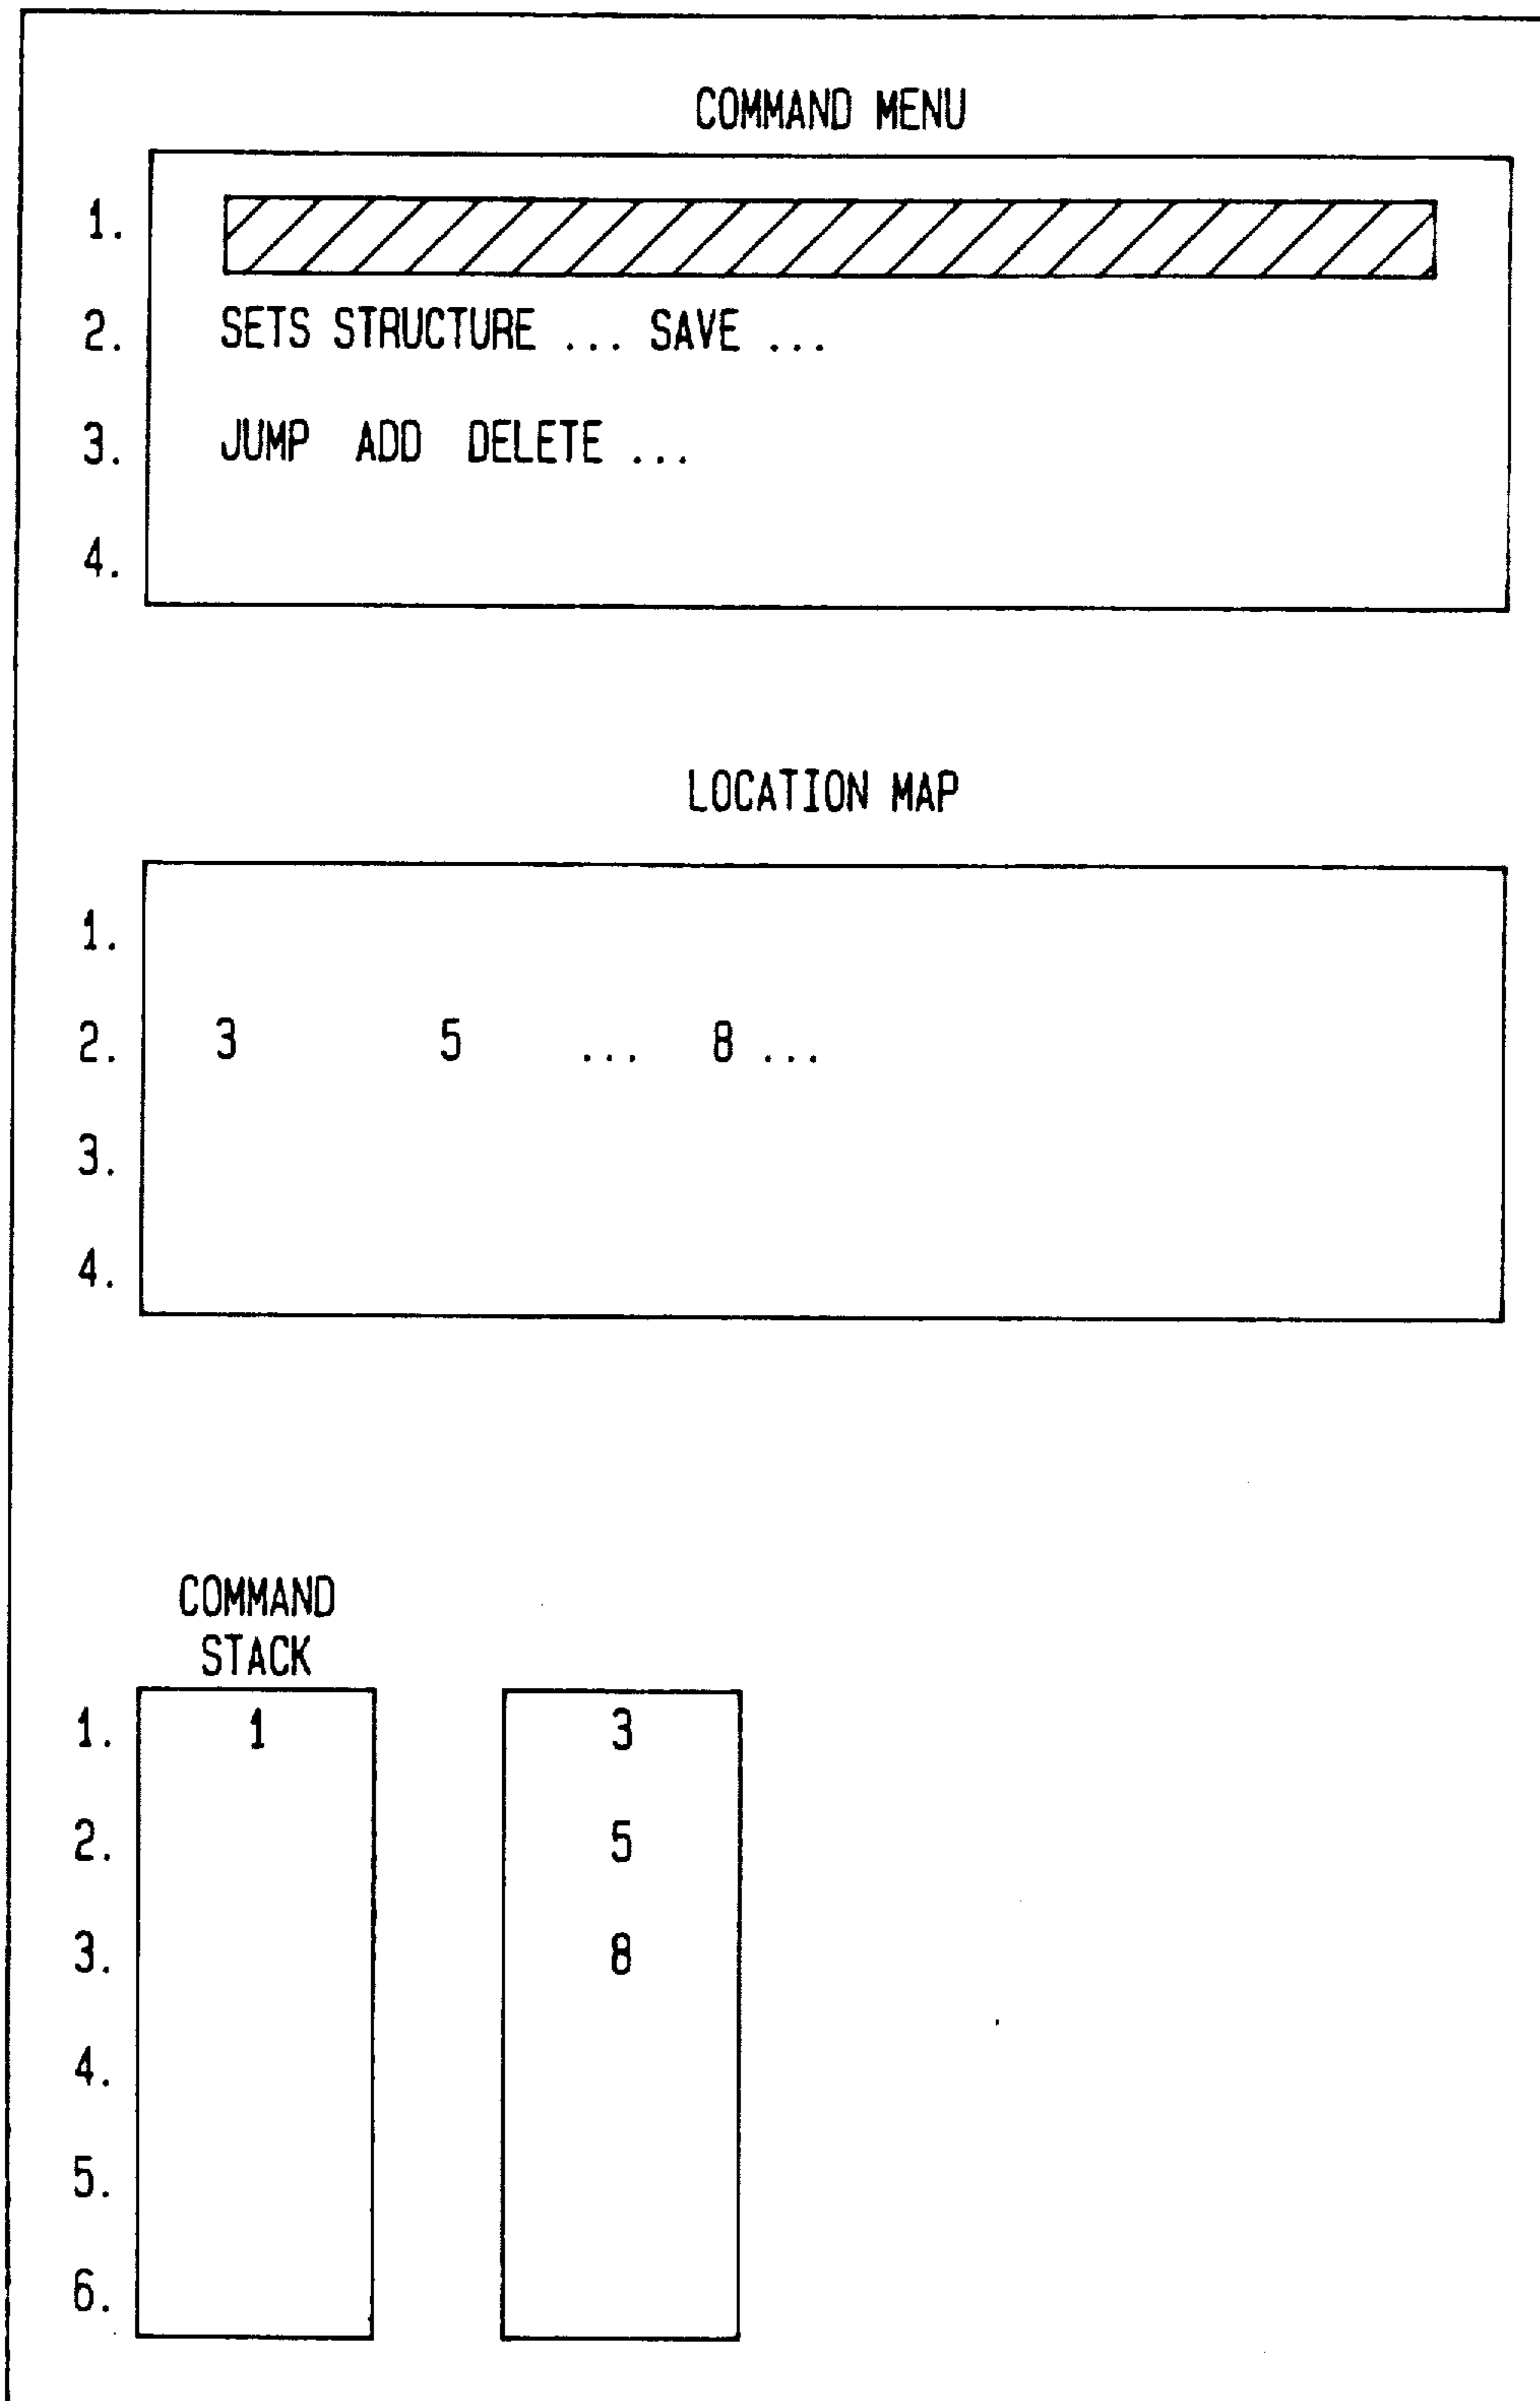 COMMAND MENU
1.
2. SETS STRUCTURE ... SAVE ...
3. JUMP ADD DELETE ...
4.
LOCATION MAP
1.
2. 3 5 ... 8 ...
3.
4.
COMMAND
STACK
1. 1 3
2. 5
3. 8
4.
5.
6.